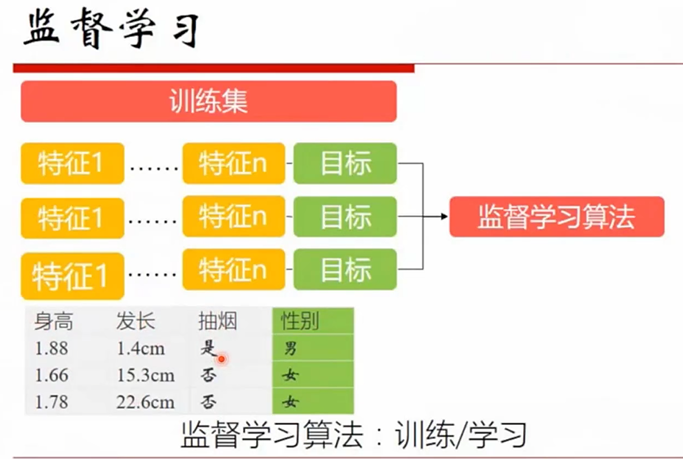 监督学习
训练集
特征1 ...... 特征n 目标
特征1 ...... 特征n 目标
监督学习算法
特征1 ...... 特征n 目标
身高 发长 抽烟 性别
1.88 1.4cm 是 男
1.66 15.3cm 否 女
1.78 22.6cm 否 女
监督学习算法：训练/学习